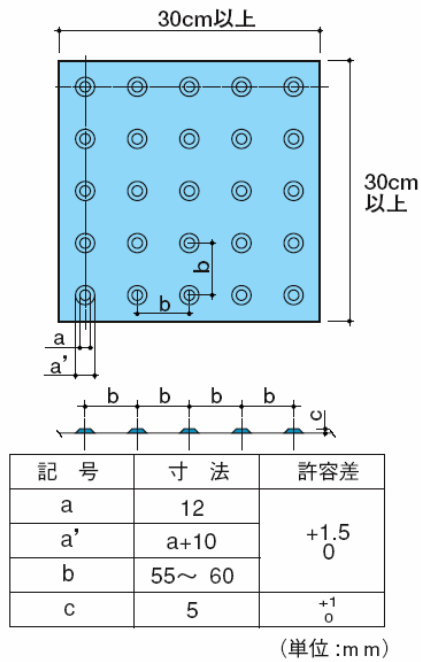 30cm以上
30cm
以上
b
b
a
a’
b b b b
c
記 号 寸 法 許容差
a 12
a’ a+10
+1.5
0
b 55～ 60
c 5 +1
0
（単位:mm）